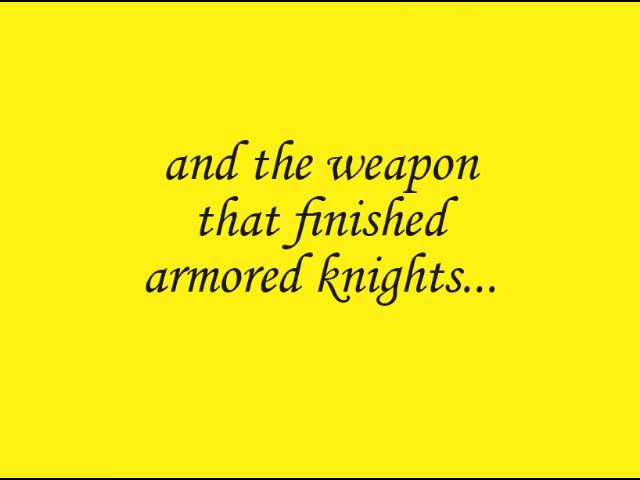 and the weapon
that finished
armored knights...